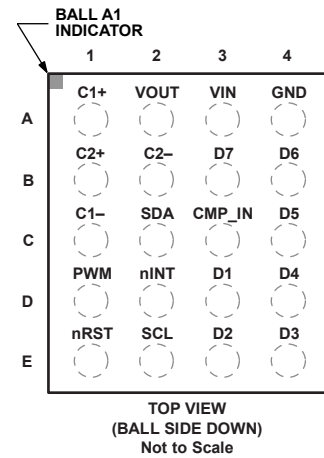 BALL A1
INDICATOR
1 2 3 4
C1+ VOUT VIN GND
A
C2+ C2– D7 D6
B
C1– SDA CMP_IN D5
C
PWM nINT D1 D4
D
nRST SCL D2 D3
E
TOP VIEW
(BALL SIDE DOWN)
Not to Scale